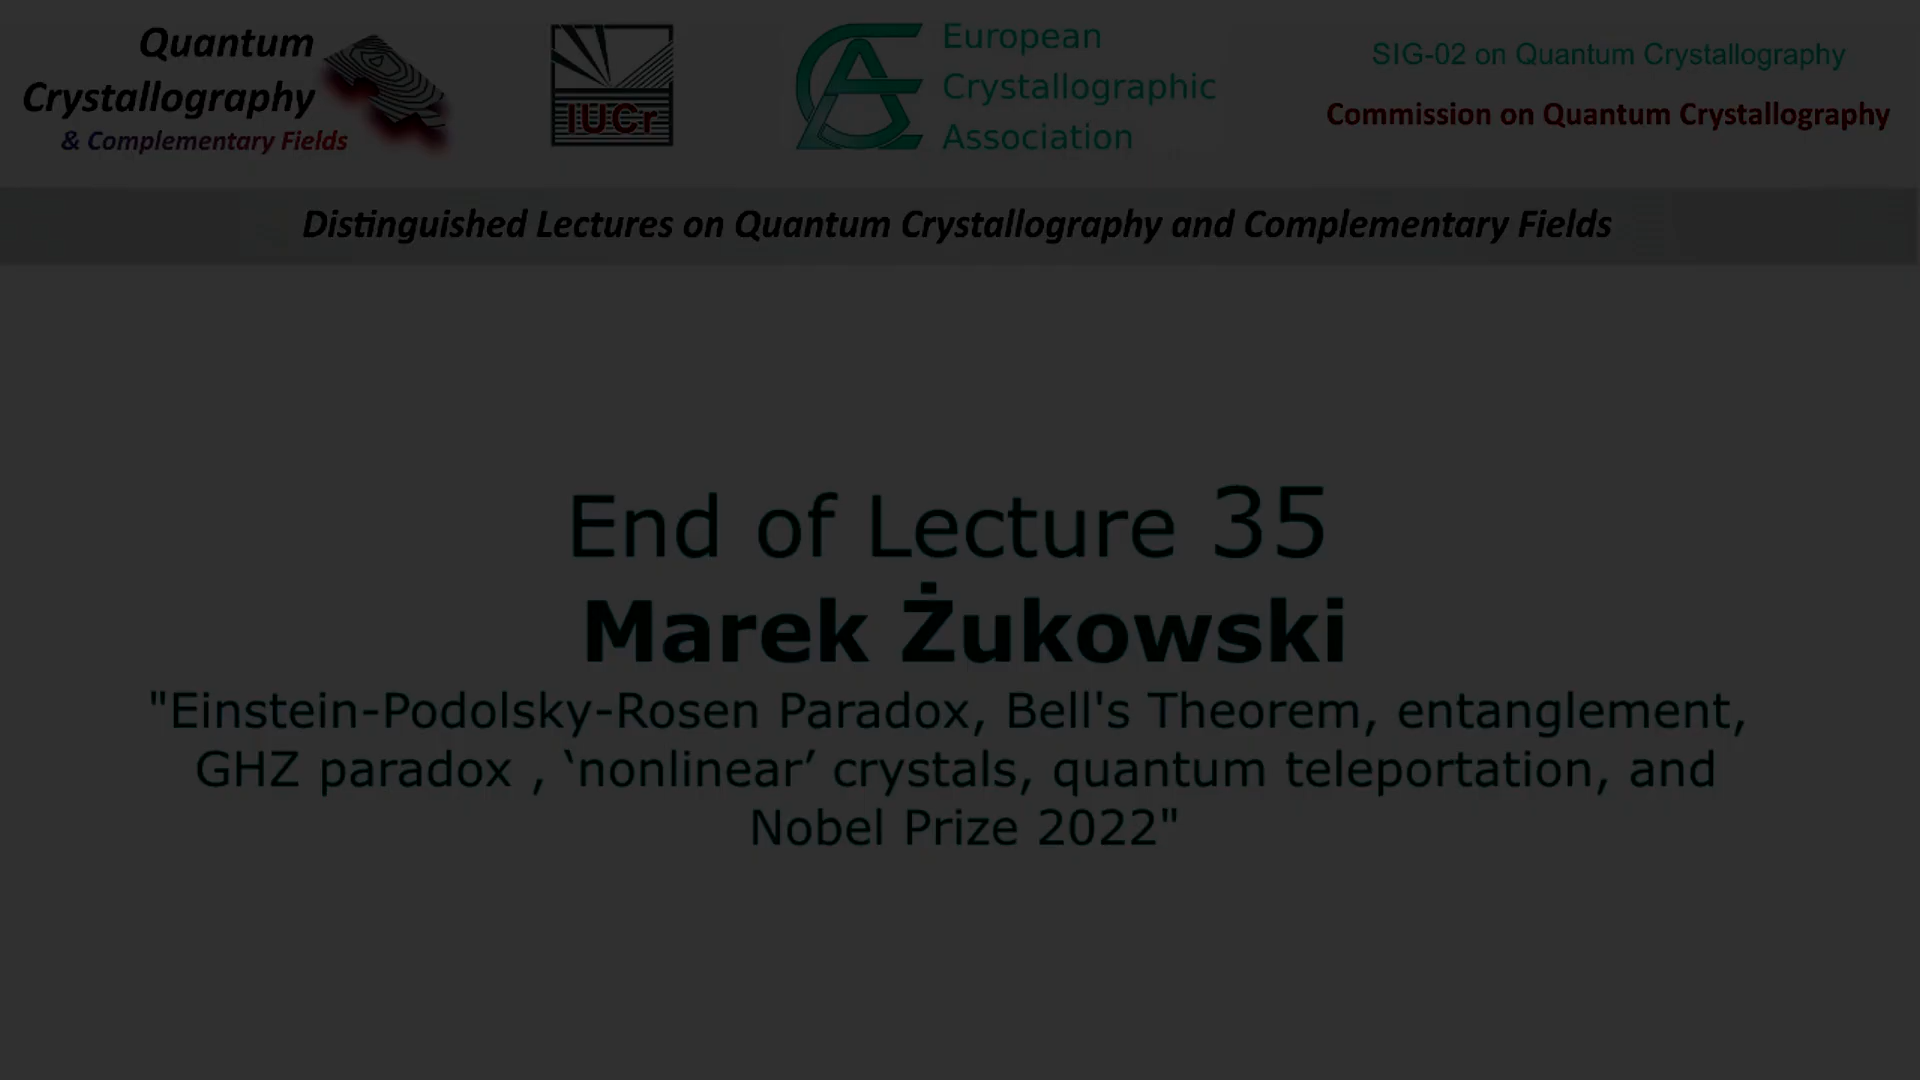 Quantum
Crystallography
& Complementary Fields
IUCr
European
Crystallographic
Association
SIG-02 on Quantum Crystallography
Commission on Quantum Crystallography
Distinguished Lectures on Quantum Crystallography and Complementary Fields
End of Lecture 35
Marek Żukowski
"Einstein-Podolsky-Rosen Paradox, Bell's Theorem, entanglement,
GHZ paradox , ‘nonlinear’ crystals, quantum teleportation, and
Nobel Prize 2022"